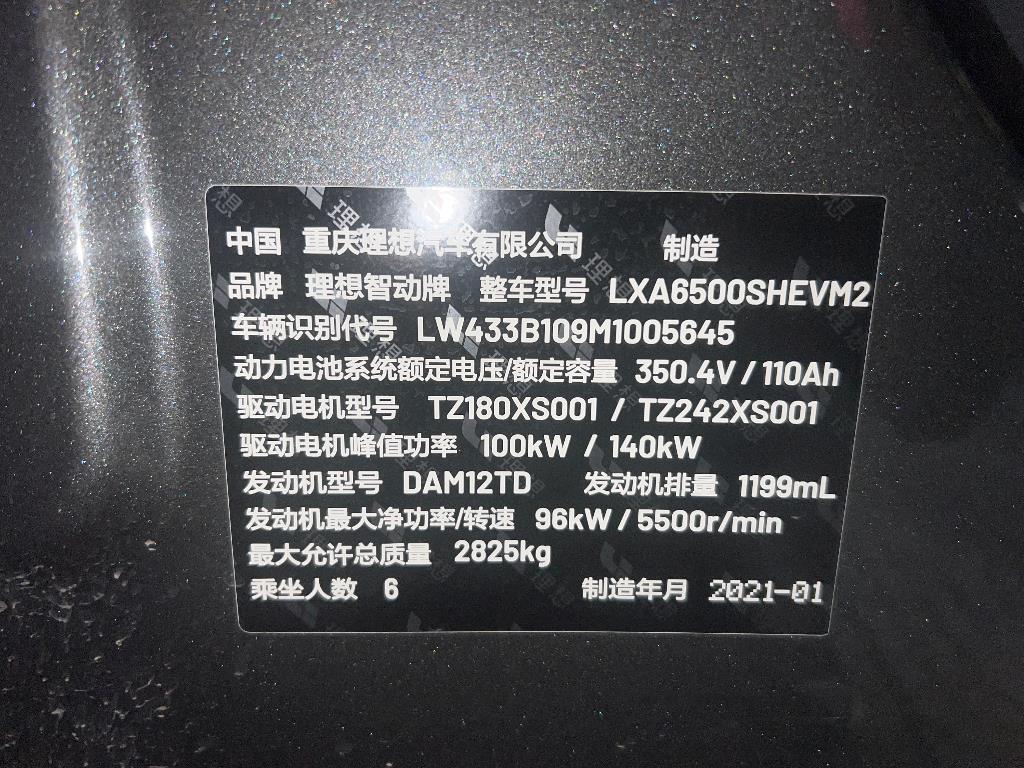 中国 重庆理想汽车有限公司 制造
品牌 理想智动牌 整车型号 LXA6500SHEVM2
车辆识别代号 LW433B109M1005645
动力电池系统额定电压/额定容量 350.4V / 110Ah
驱动电机型号 TZ180XS001 / TZ242XS001
驱动电机峰值功率 100kW / 140kW
发动机型号 DAM12TD 发动机排量 1199mL
发动机最大净功率/转速 96kW / 5500r/min
最大允许总质量 2825kg
乘坐人数 6 制造年月 2021-01